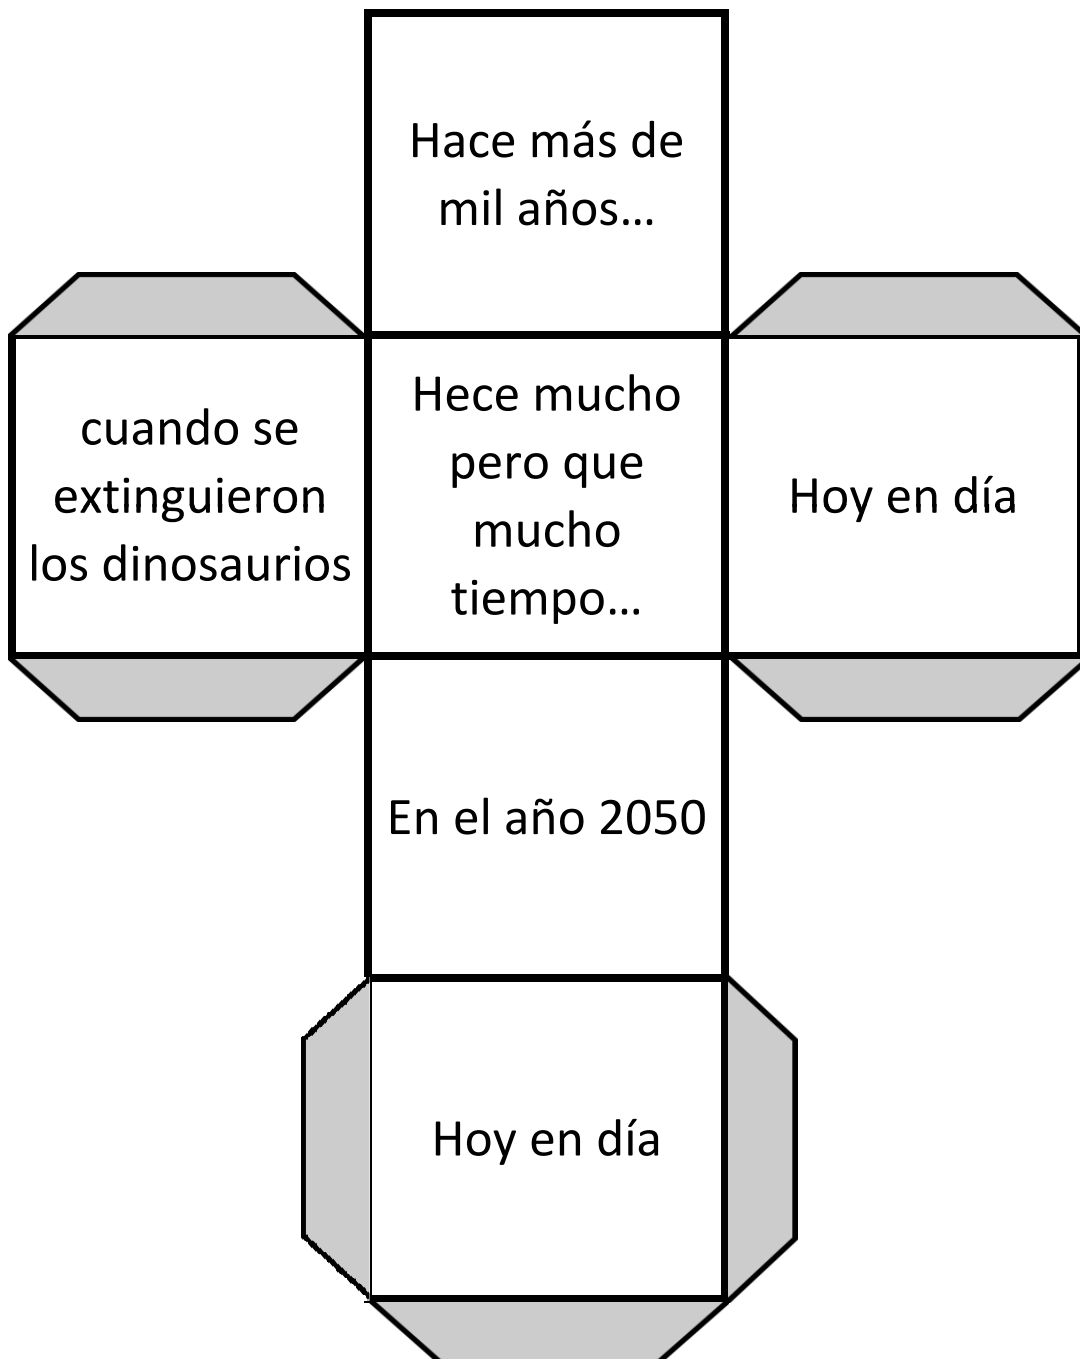 Hace más de
mil años...
cuando se
extinguieron
los dinosaurios
Hece mucho
pero que
mucho
tiempo...
Hoy en día
En el año 2050
Hoy en día